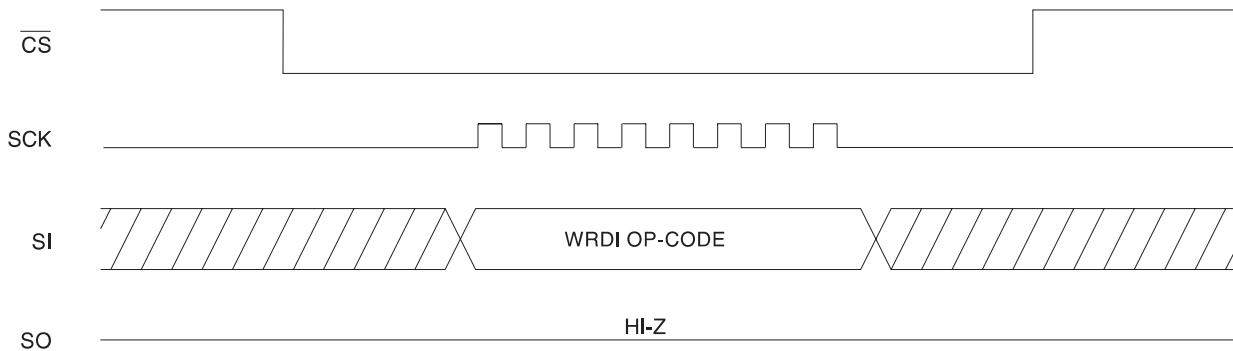 CS
SCK
SI
WRDI OP-CODE
HI-Z
SO